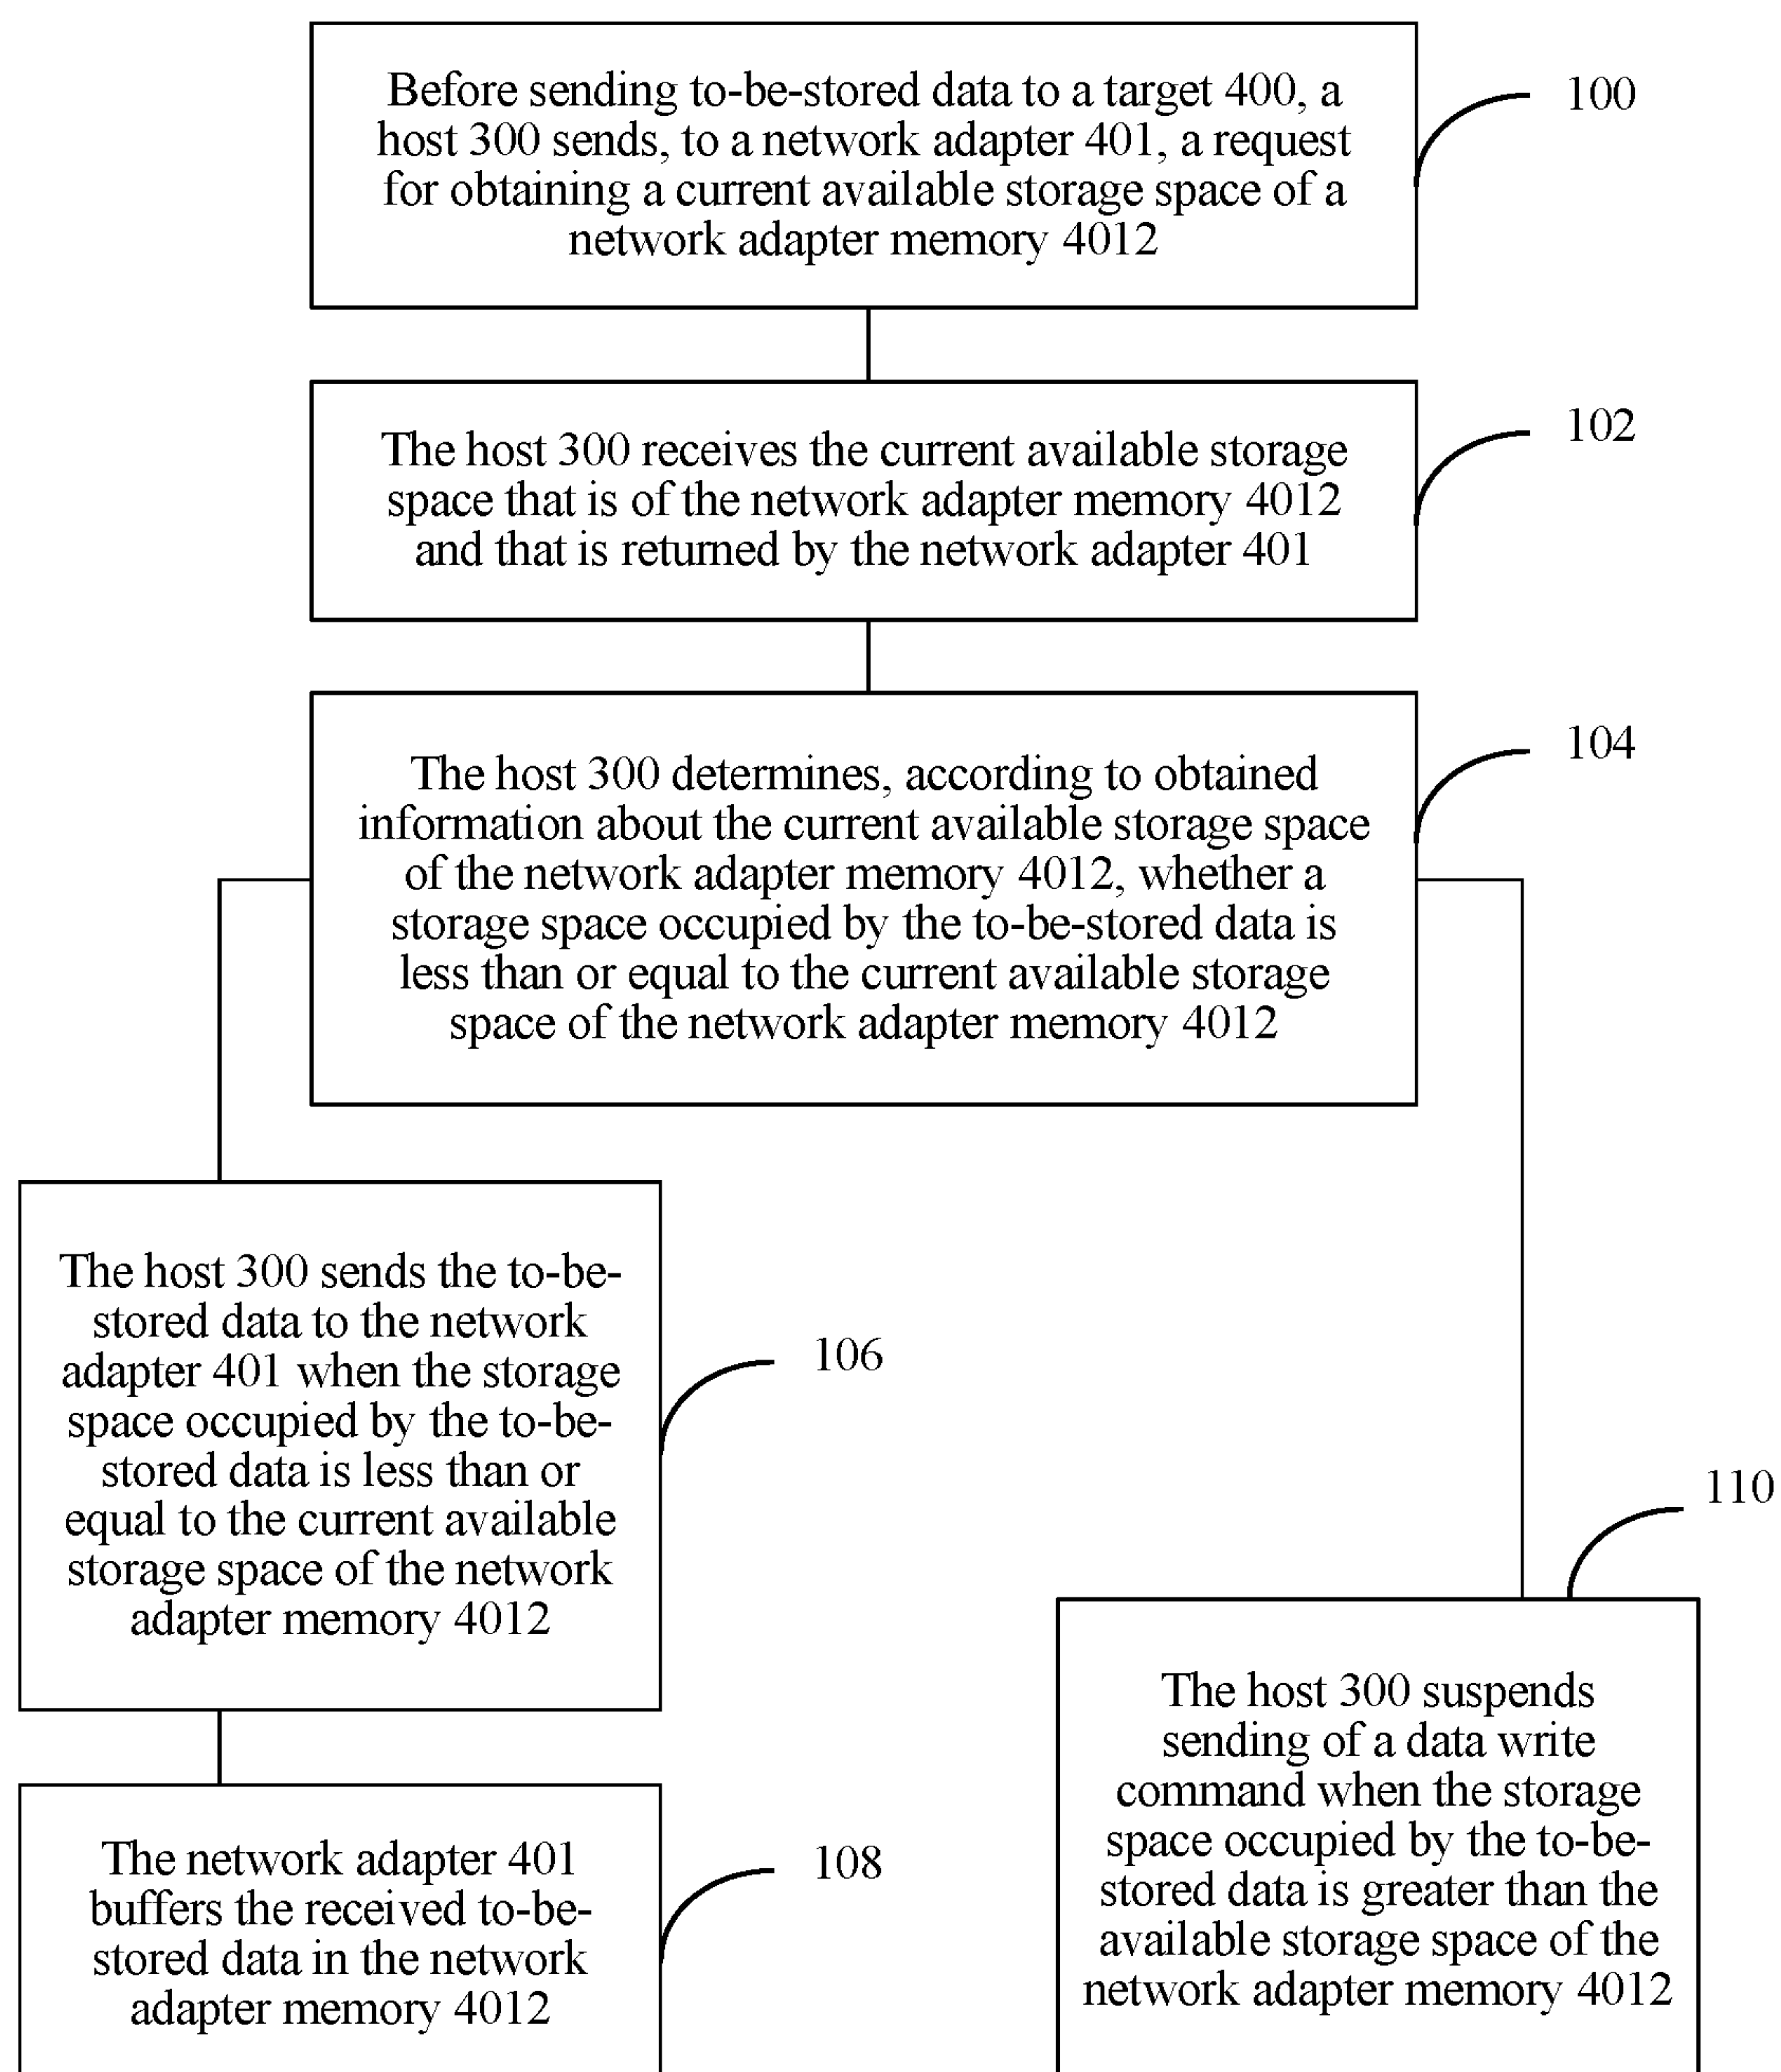 Before sending to-be-stored data to a target 400, a
host 300 sends, to a network adapter 401, a request
for obtaining a current available storage space of a
network adapter memory 4012
100
The host 300 receives the current available storage
space that is of the network adapter memory 4012
and that is returned by the network adapter 401
102
The host 300 determines, according to obtained
information about the current available storage space
of the network adapter memory 4012, whether a
storage space occupied by the to-be-stored data is
less than or equal to the current available storage
space of the network adapter memory 4012
104
The host 300 sends the to-be-
stored data to the network
adapter 401 when the storage
space occupied by the to-be-
stored data is less than or
equal to the current available
storage space of the network
adapter memory 4012
106
The network adapter 401
buffers the received to-be-
stored data in the network
adapter memory 4012
108
110
The host 300 suspends
sending of a data write
command when the storage
space occupied by the to-be-
stored data is greater than the
available storage space of the
network adapter memory 4012